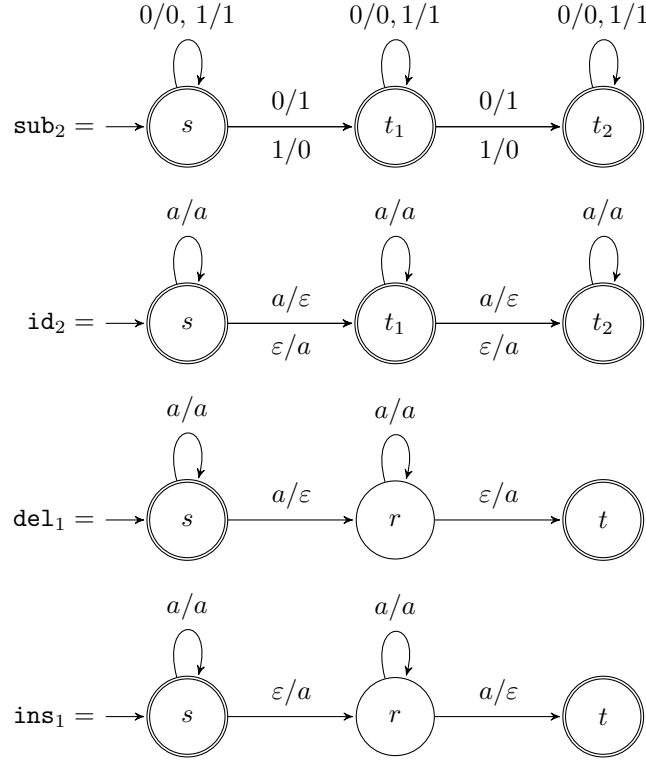 0/0, 1/1 0/0,1/1 0/0,1/1
0/1 0/1
sub₂ = s t₁ t₂
1/0 1/0
a/a a/a a/a
a/ε a/ε
id₂ = s t₁ t₂
ε/a ε/a
a/a a/a
a/ε ε/a
del₁ = s r t
a/a a/a
ε/a a/ε
ins₁ = s r t